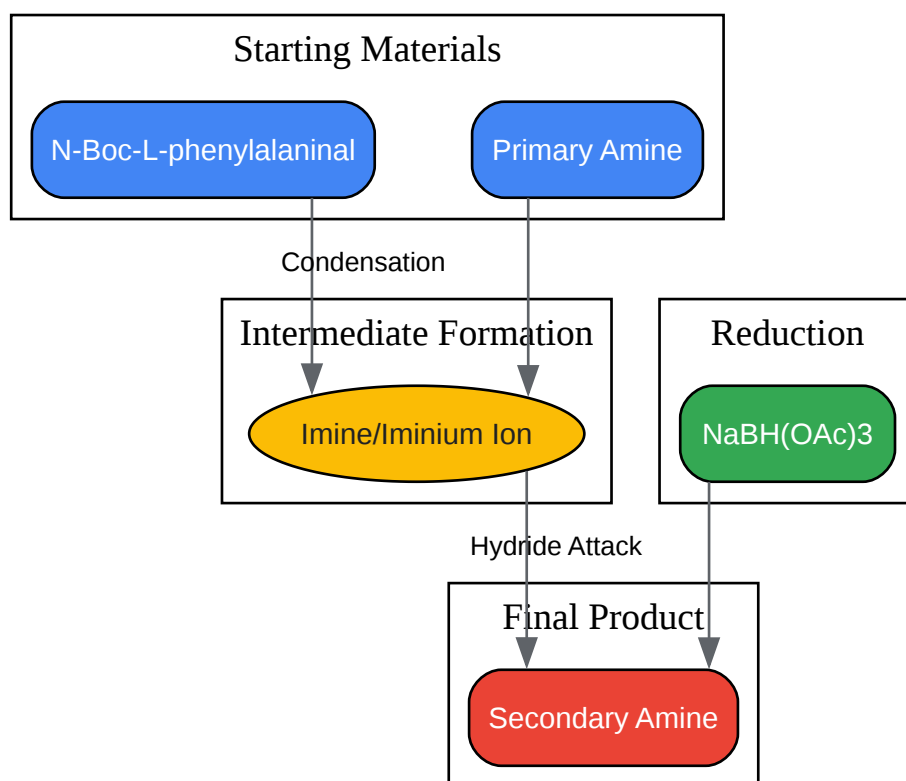 Starting Materials
N-Boc-L-phenylalaninal
Primary Amine
Condensation
Intermediate Formation
Reduction
Imine/Iminium Ion
NaBH(OAc)3
Hydride Attack
Final Product
Secondary Amine